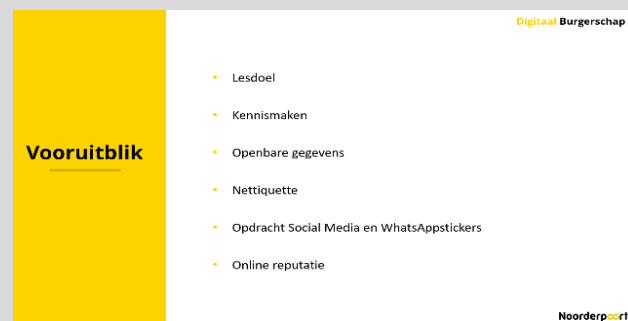 Digitaal Burgerschap
Vooruitblik
Lesdoel
Kennismaken
Openbare gegevens
Nettiquette
Opdracht Social Media en WhatsAppstickers
Online reputatie
Noorderpoort